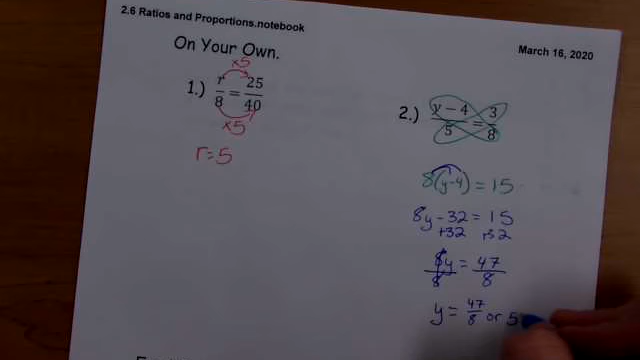 2.6 Ratios and Proportions.notebook
March 16, 2020
On Your Own.
×5
1.) r/8 = 25/40
×5
r=5
2.) y − 4/5 = 3/8
8(y-4) = 15
8y - 32 = 15
+32 +32
8y/8 = 47/8
y = 47/8 or 5